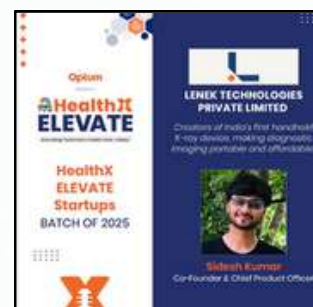 Optum
HealthX
ELEVATE
HealthX
ELEVATE
Startups
BATCH OF 2025
LENEK TECHNOLOGIES
PRIVATE LIMITED
Creators of India's first handheld
X-ray device, making diagnostic
imaging portable and affordable
Sidesh Kumar
Co-Founder & Chief Product Officer